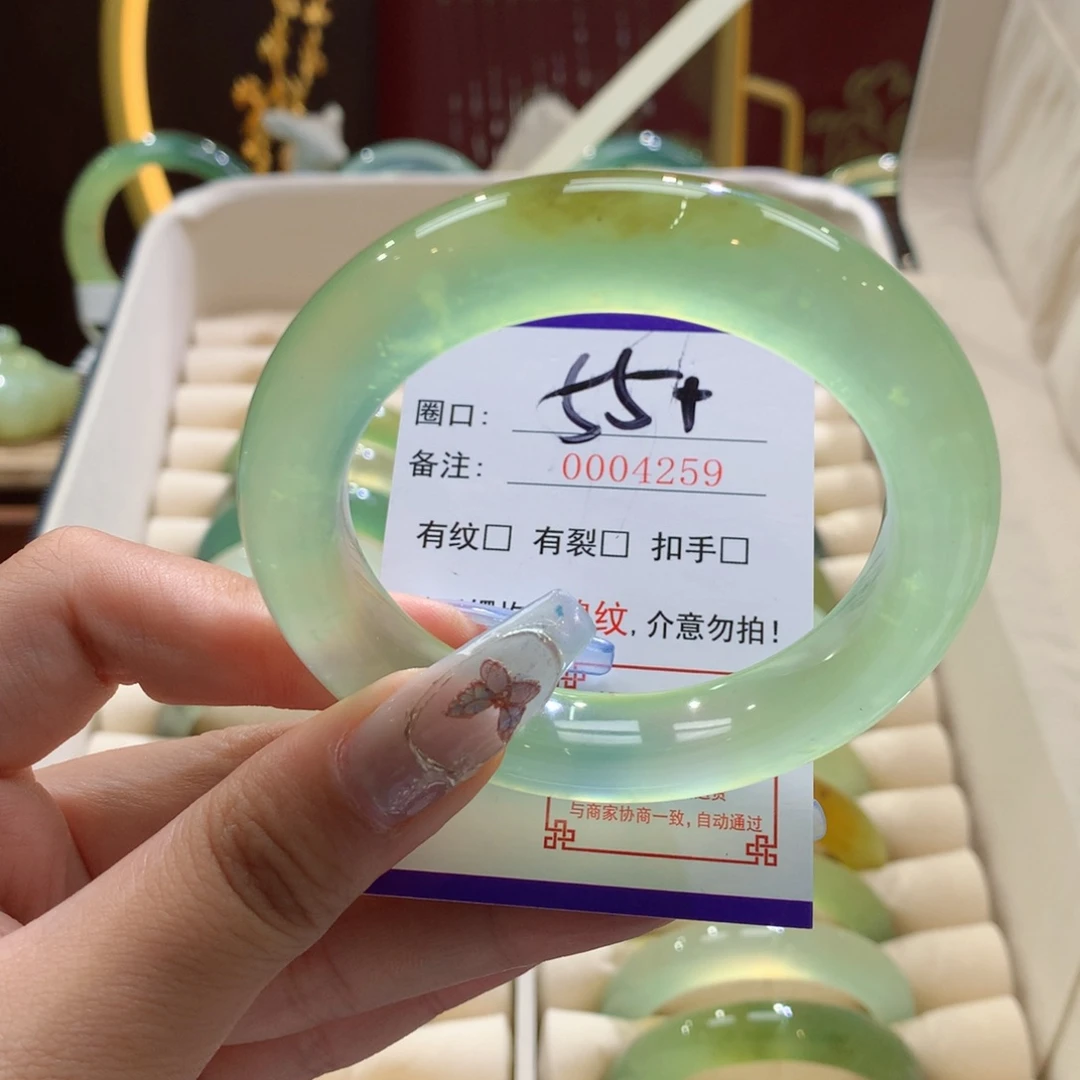 圈口: 55+
备注: 0004259
有纹□ 有裂□ 扣手□
纹, 介意勿拍!
与商家协商一致, 自动通过